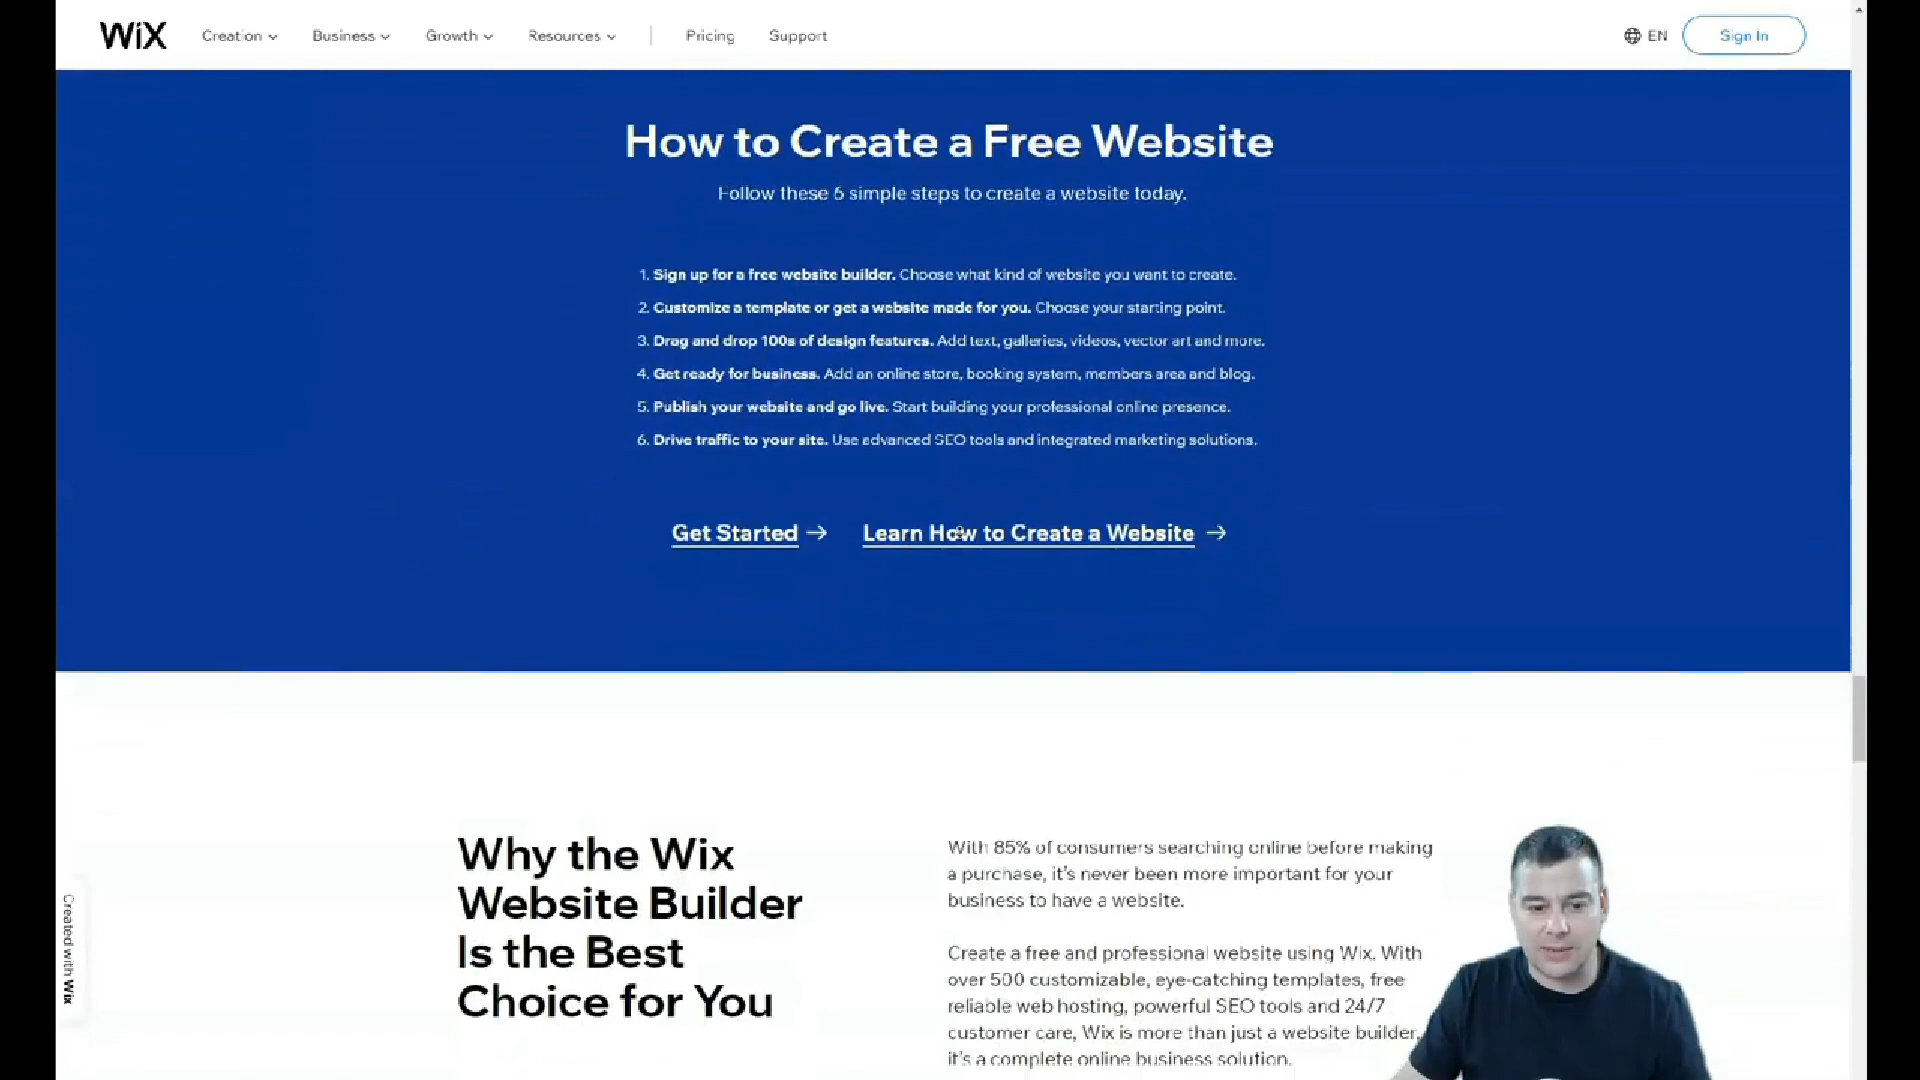 WiX Creation Business Growth Resources Pricing Support EN Sign In
How to Create a Free Website
Follow these 6 simple steps to create a website today.
1. Sign up for a free website builder. Choose what kind of website you want to create.
2. Customize a template or get a website made for you. Choose your starting point.
3. Drag and drop 100s of design features. Add text, galleries, videos, vector art and more.
4. Get ready for business. Add an online store, booking system, members area and blog.
5. Publish your website and go live. Start building your professional online presence.
6. Drive traffic to your site. Use advanced SEO tools and integrated marketing solutions.
Get Started → Learn How to Create a Website →
Why the Wix
Website Builder
Is the Best
Choice for You
With 85% of consumers searching online before making
a purchase, it's never been more important for your
business to have a website.
Create a free and professional website using Wix. With
over 500 customizable, eye-catching templates, free
reliable web hosting, powerful SEO tools and 24/7
customer care, Wix is more than just a website builder,
it's a complete online business solution.
Created with Wix